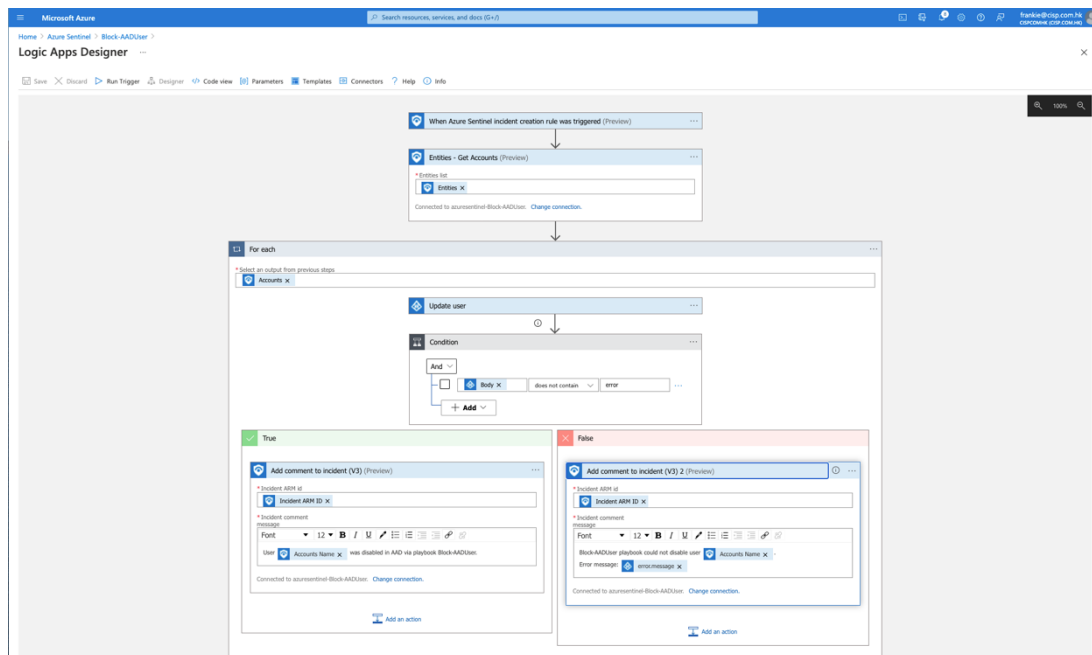 Microsoft Azure
Search resources, services, and docs (G+/)
frankie@cisp.com.hk
CISPCOMHK (CISP.COM.HK)
Home > Azure Sentinel > Block-AADUser >
Logic Apps Designer ...
Save Discard Run Trigger Designer Code view Parameters Templates Connectors Help Info
100%
When Azure Sentinel incident creation rule was triggered (Preview)
Entities - Get Accounts (Preview)
* Entities list
Entities
Connected to azuresentinel-Block-AADUser. Change connection.
For each
* Select an output from previous steps
Accounts
Update user
Condition
And
Body does not contain error
Add
True
False
Add comment to incident (V3) (Preview)
* Incident ARM id
Incident ARM ID
* Incident comment
message
Font 12 B I U
User Accounts Name was disabled in AAD via playbook Block-AADUser.
Connected to azuresentinel-Block-AADUser. Change connection.
Add an action
Add comment to incident (V3) 2 (Preview)
* Incident ARM id
Incident ARM ID
* Incident comment
message
Font 12 B I U
Block-AADUser playbook could not disable user Accounts Name .
Error message: error.message
Connected to azuresentinel-Block-AADUser. Change connection.
Add an action